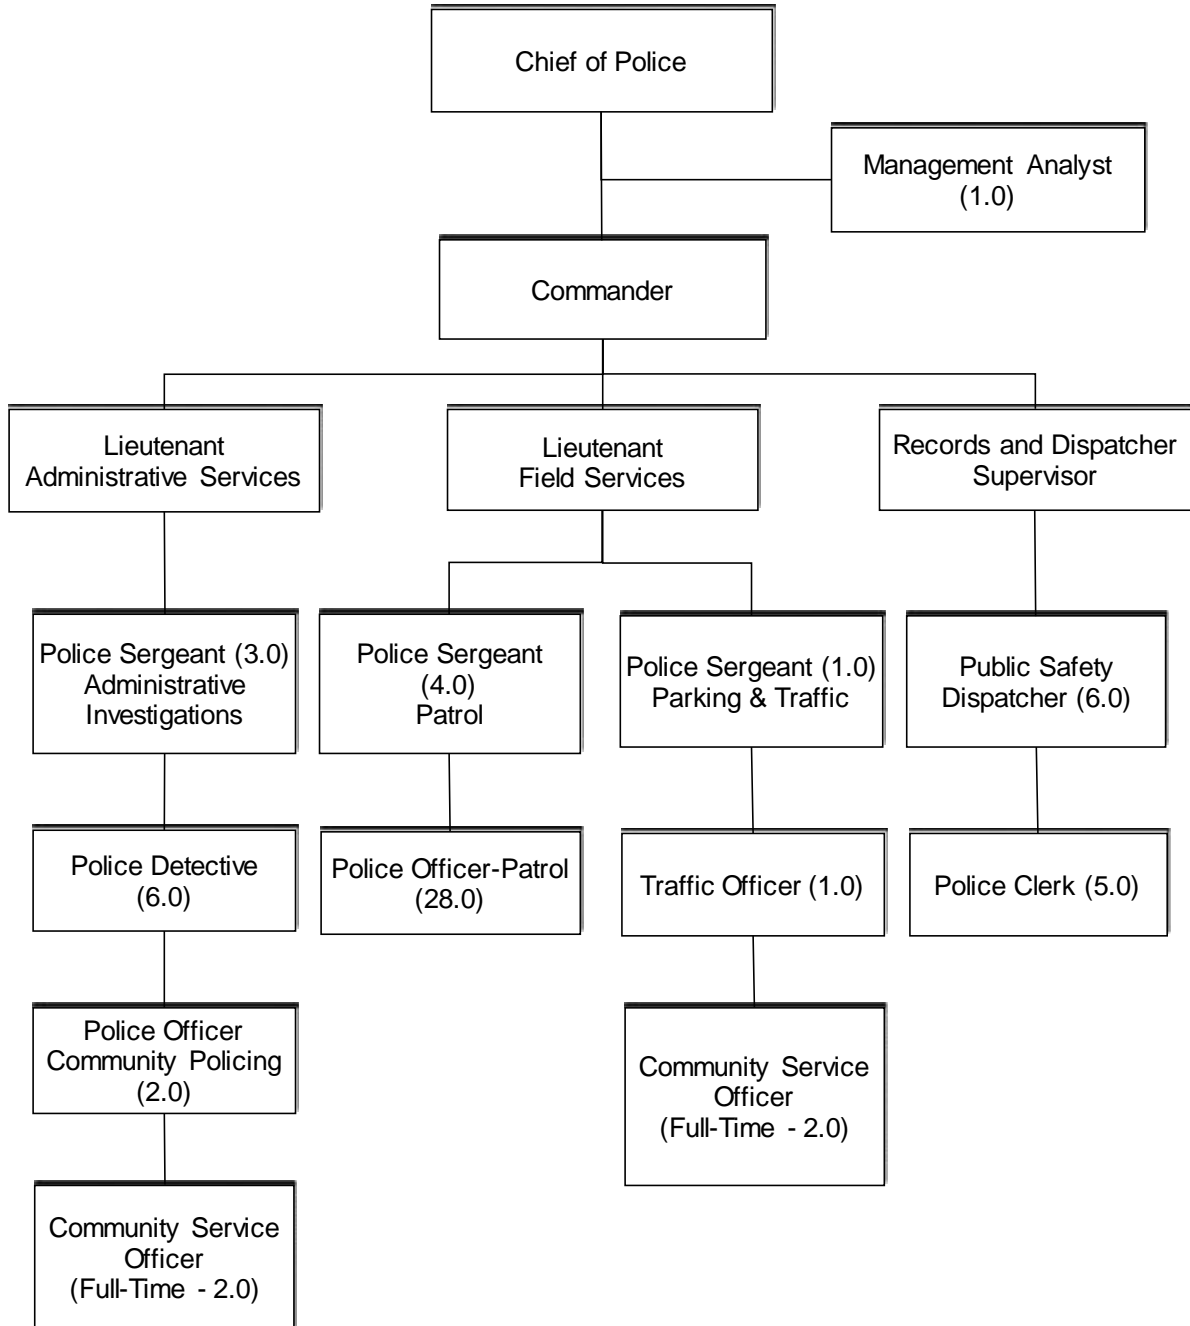 Chief of Police
Management Analyst
(1.0)
Commander
Lieutenant
Administrative Services
Lieutenant
Field Services
Records and Dispatcher
Supervisor
Police Sergeant (3.0)
Administrative
Investigations
Police Sergeant
(4.0)
Patrol
Police Sergeant (1.0)
Parking & Traffic
Public Safety
Dispatcher (6.0)
Police Detective
(6.0)
Police Officer-Patrol
(28.0)
Traffic Officer (1.0)
Police Clerk (5.0)
Police Officer
Community Policing
(2.0)
Community Service
Officer
(Full-Time - 2.0)
Community Service
Officer
(Full-Time - 2.0)